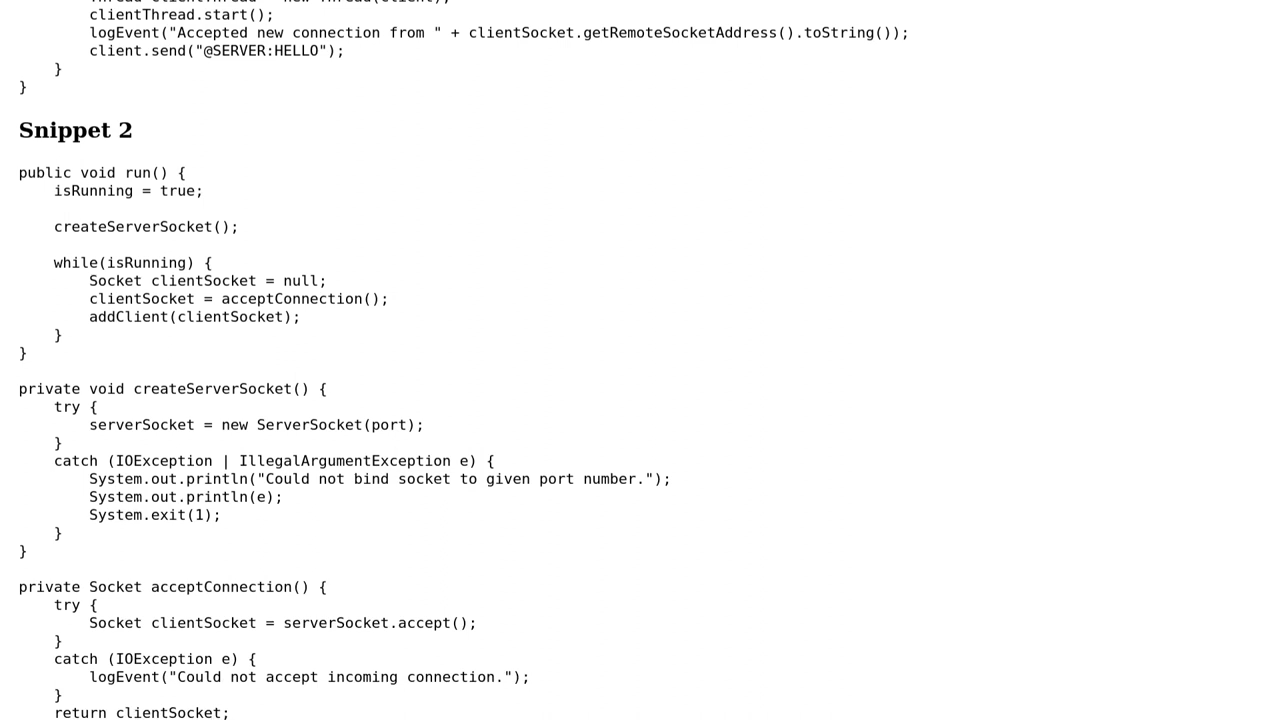 clientThread.start();
logEvent("Accepted new connection from " + clientSocket.getRemoteSocketAddress().toString());
client.send("@SERVER:HELLO");
}
}
Snippet 2
public void run() {
isRunning = true;
createServerSocket();
while(isRunning) {
Socket clientSocket = null;
clientSocket = acceptConnection();
addClient(clientSocket);
}
}
private void createServerSocket() {
try {
serverSocket = new ServerSocket(port);
}
catch (IOException | IllegalArgumentException e) {
System.out.println("Could not bind socket to given port number.");
System.out.println(e);
System.exit(1);
}
}
private Socket acceptConnection() {
try {
Socket clientSocket = serverSocket.accept();
}
catch (IOException e) {
logEvent("Could not accept incoming connection.");
}
return clientSocket;